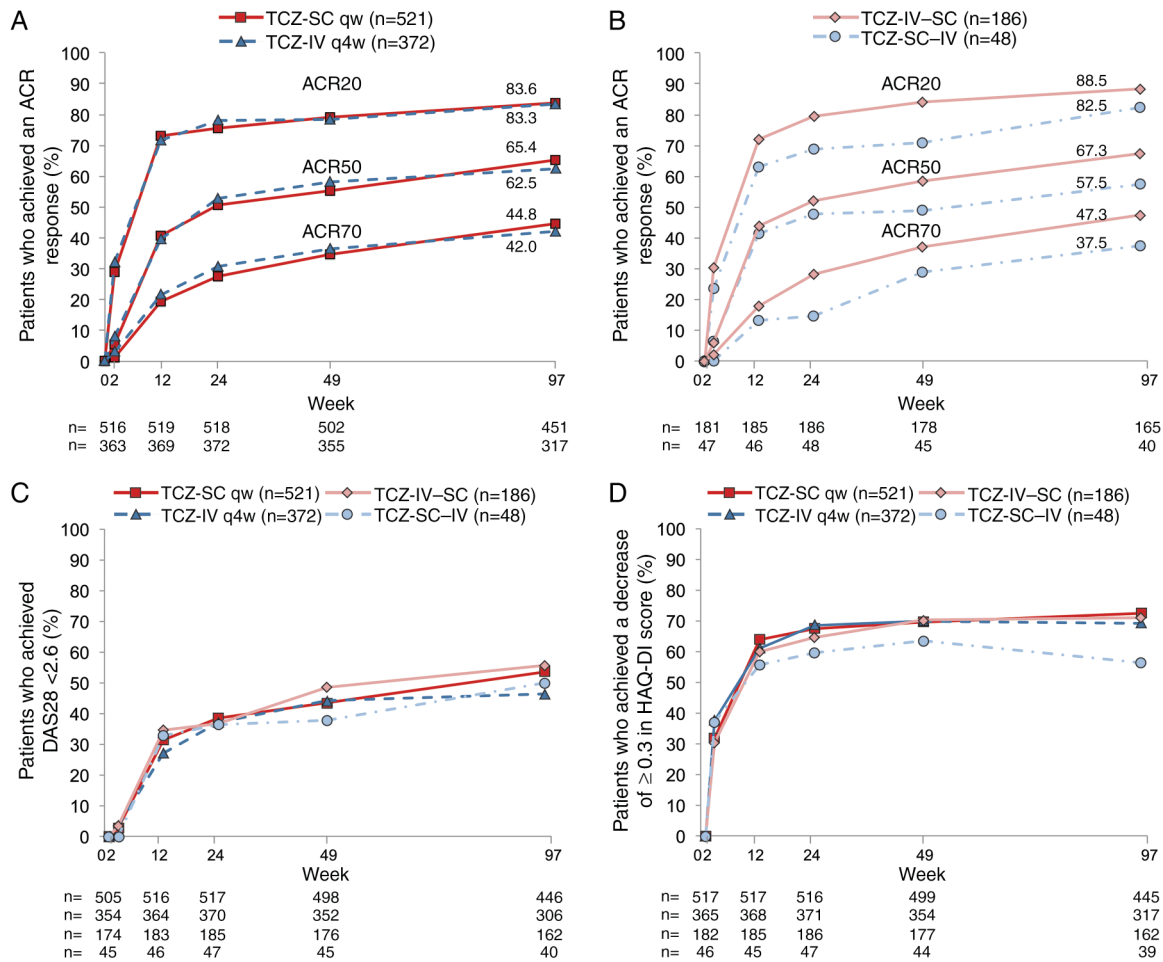 A
TCZ-SC qw (n=521)
TCZ-IV q4w (n=372)
Patients who achieved an ACR
response (%)
100
90
80
70
60
50
40
30
20
10
0
ACR20
83.6
83.3
ACR50
65.4
62.5
ACR70
44.8
42.0
0 2 12 24 49 97
Week
n= 516 519 518 502 451
n= 363 369 372 355 317
B
TCZ-IV–SC (n=186)
TCZ-SC–IV (n=48)
Patients who achieved an ACR
response (%)
100
90
80
70
60
50
40
30
20
10
0
ACR20
88.5
82.5
ACR50
67.3
57.5
ACR70
47.3
37.5
0 2 12 24 49 97
Week
n= 181 185 186 178 165
n= 47 46 48 45 40
C
TCZ-SC qw (n=521) TCZ-IV–SC (n=186)
TCZ-IV q4w (n=372) TCZ-SC–IV (n=48)
Patients who achieved
DAS28 <2.6 (%)
100
90
80
70
60
50
40
30
20
10
0
0 2 12 24 49 97
Week
n= 505 516 517 498 446
n= 354 364 370 352 306
n= 174 183 185 176 162
n= 45 46 47 45 40
D
TCZ-SC qw (n=521) TCZ-IV–SC (n=186)
TCZ-IV q4w (n=372) TCZ-SC–IV (n=48)
Patients who achieved a decrease
of ≥ 0.3 in HAQ-DI score (%)
100
90
80
70
60
50
40
30
20
10
0
0 2 12 24 49 97
Week
n= 517 517 516 499 445
n= 365 368 371 354 317
n= 182 185 186 177 162
n= 46 45 47 44 39